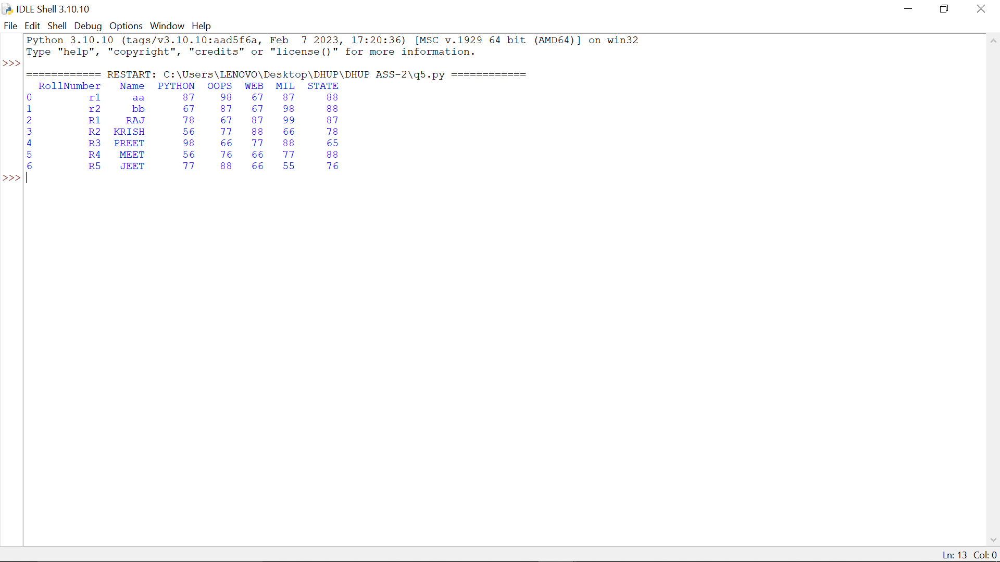 IDLE Shell 3.10.10
File Edit Shell Debug Options Window Help
Python 3.10.10 (tags/v3.10.10:aad5f6a, Feb  7 2023, 17:20:36) [MSC v.1929 64 bit (AMD64)] on win32
Type "help", "copyright", "credits" or "license()" for more information.
>>>
============ RESTART: C:\Users\LENOVO\Desktop\DHUP\DHUP ASS-2\q5.py ============
  RollNumber   Name  PYTHON  OOPS  WEB  MIL  STATE
0         r1     aa      87    98   67   87     88
1         r2     bb      67    87   67   98     88
2         R1    RAJ      78    67   87   99     87
3         R2  KRISH      56    77   88   66     78
4         R3  PREET      98    66   77   88     65
5         R4   MEET      56    76   66   77     88
6         R5   JEET      77    88   66   55     76
>>>
Ln: 13 Col: 0